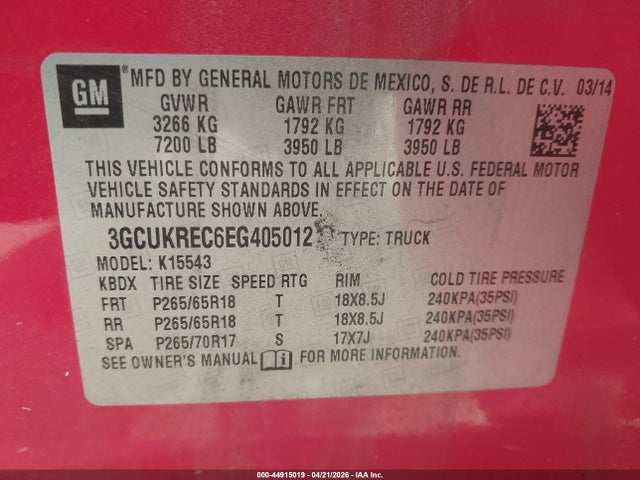 GM ® MFD BY GENERAL MOTORS DE MEXICO, S. DE R.L. DE C.V. 03/14
GVWR GAWR FRT GAWR RR
3266 KG 1792 KG 1792 KG
7200 LB 3950 LB 3950 LB
THIS VEHICLE CONFORMS TO ALL APPLICABLE U.S. FEDERAL MOTOR
VEHICLE SAFETY STANDARDS IN EFFECT ON THE DATE OF
MANUFACTURE SHOWN ABOVE.
3GCUKREC6EG405012 TYPE: TRUCK
MODEL: K15543
KBDX TIRE SIZE SPEED RTG RIM COLD TIRE PRESSURE
FRT P265/65R18 T 18X8.5J 240KPA(35PSI)
RR P265/65R18 T 18X8.5J 240KPA(35PSI)
SPA P265/70R17 S 17X7J 240KPA(35PSI)
SEE OWNER'S MANUAL FOR MORE INFORMATION.
000-44915019 - 04/21/2026 - IAA Inc.